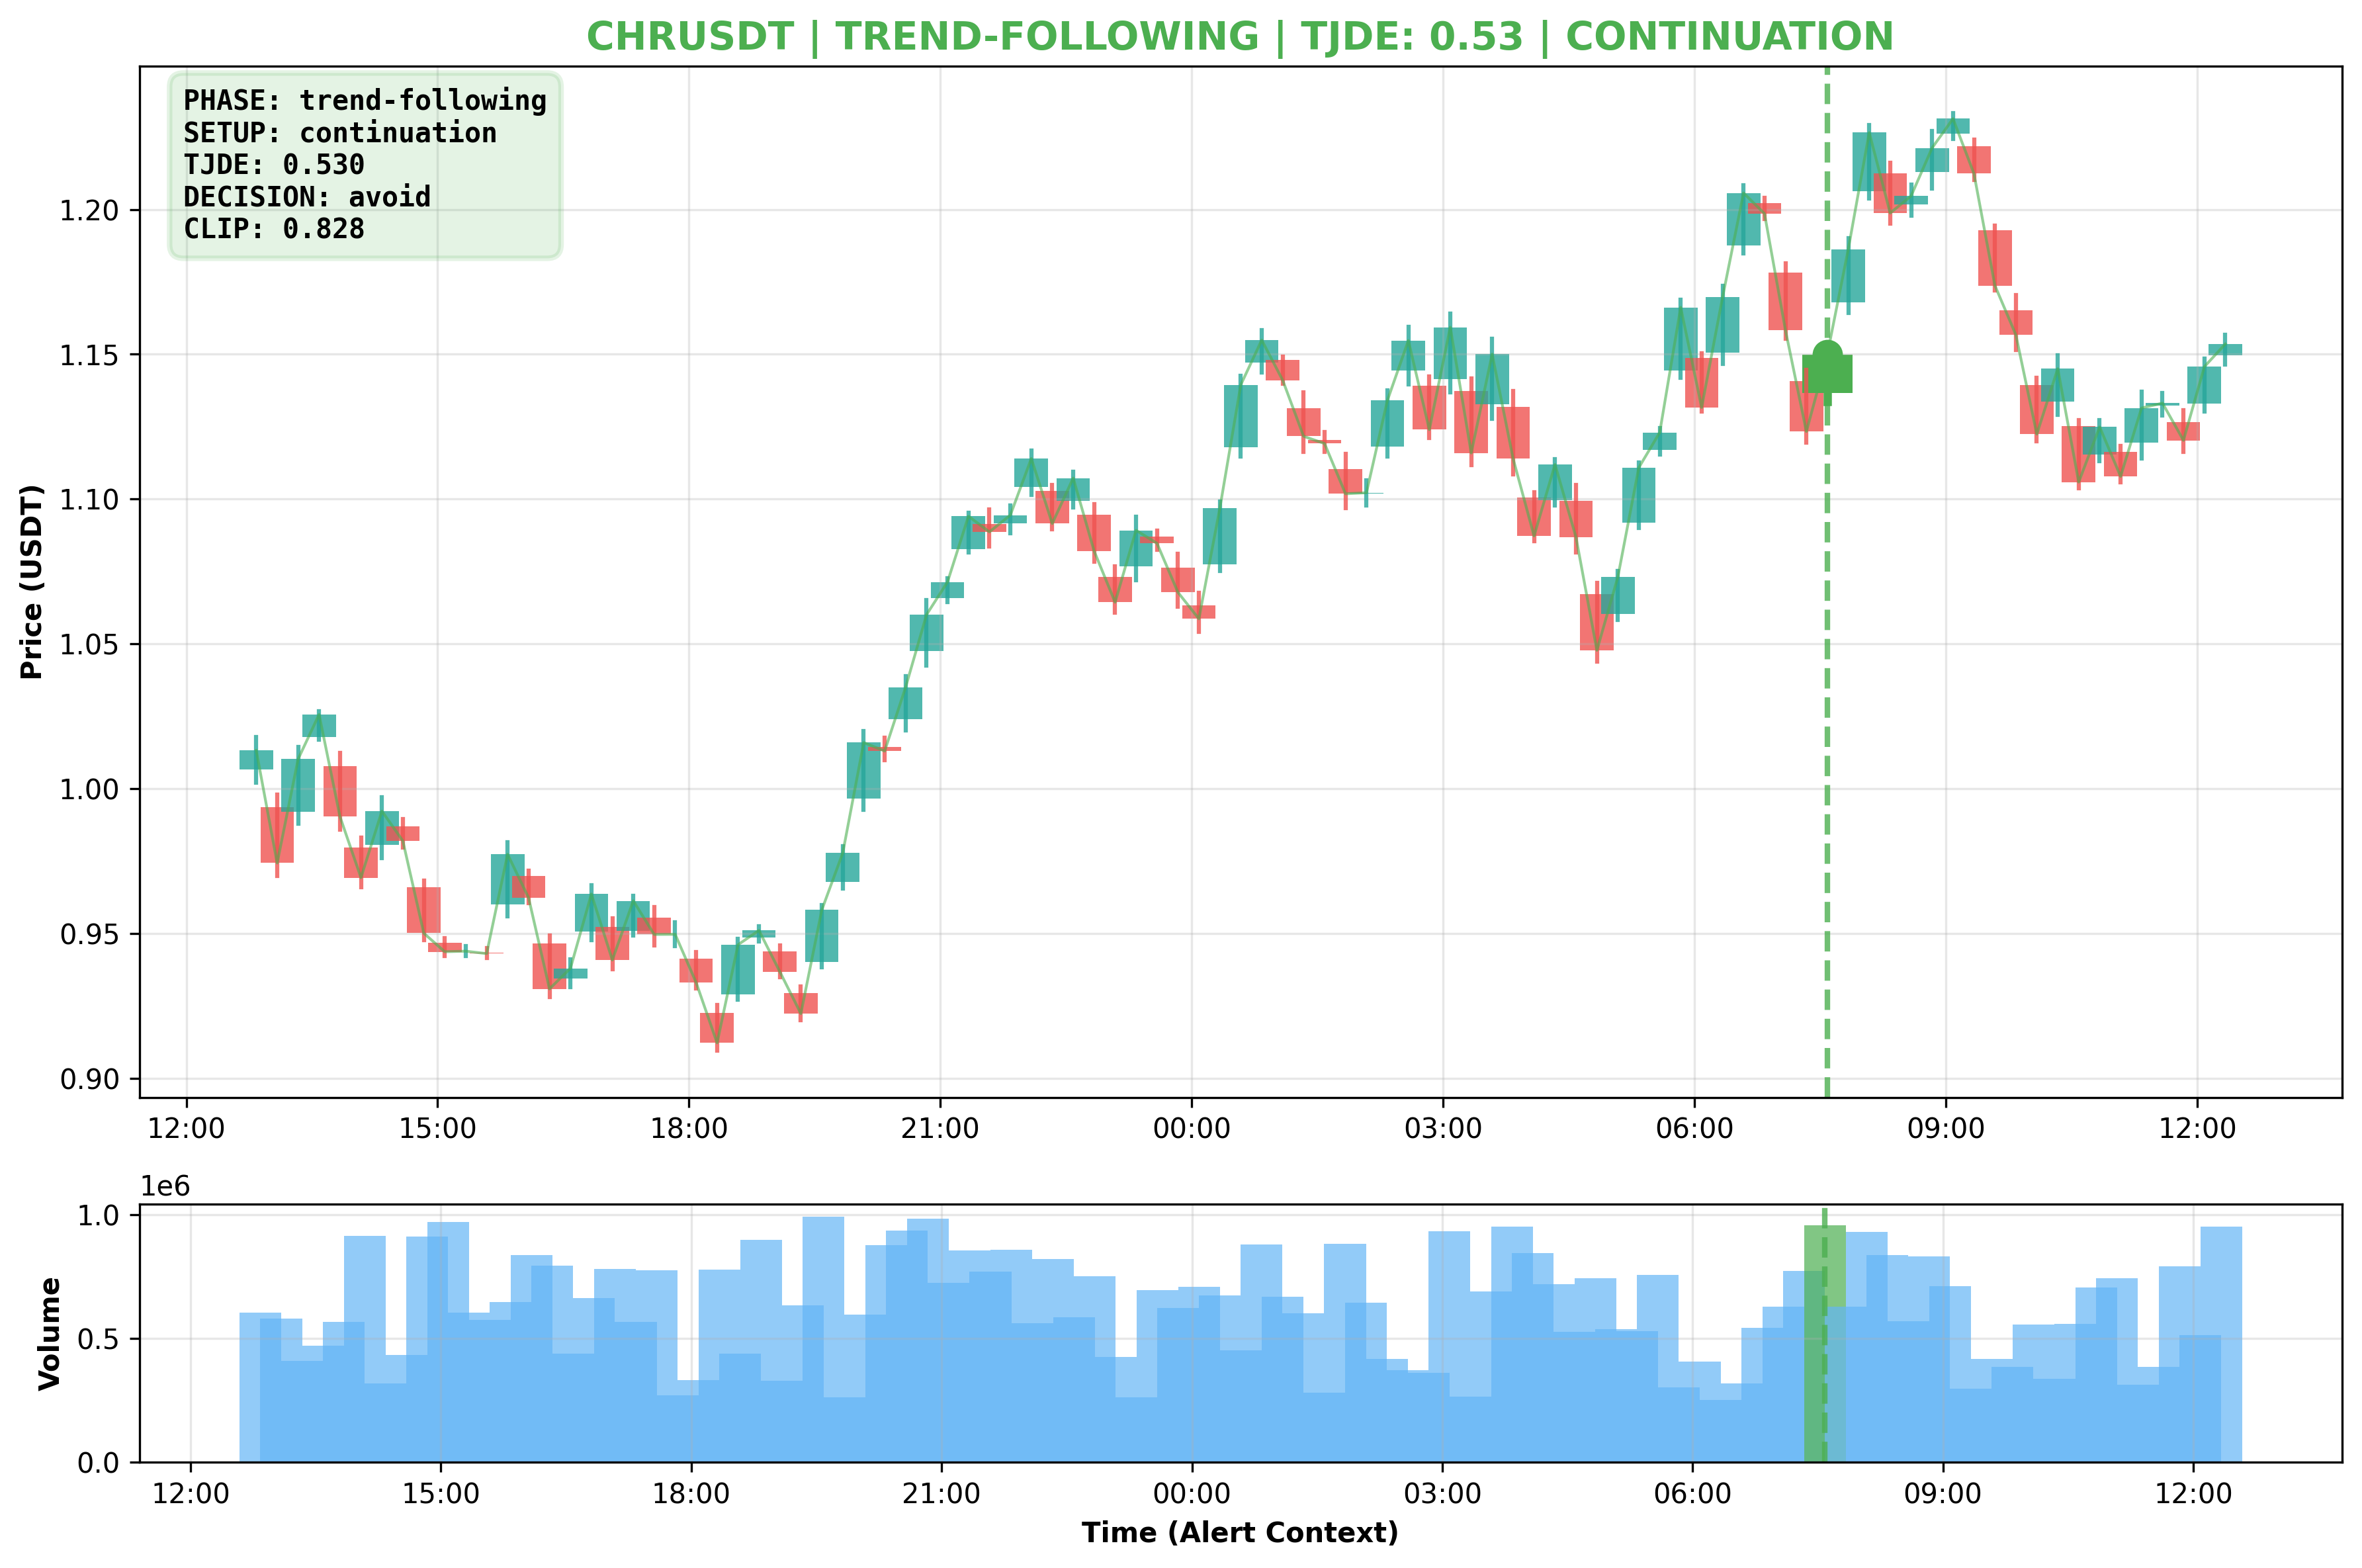 CHRUSDT | TREND-FOLLOWING | TJDE: 0.53 | CONTINUATION
PHASE: trend-following
SETUP: continuation
TJDE: 0.530
DECISION: avoid
CLIP: 0.828
Price (USDT)
1.20
1.15
1.10
1.05
1.00
0.95
0.90
12:00 15:00 18:00 21:00 00:00 03:00 06:00 09:00 12:00
1e6
Volume
1.0
0.5
0.0
12:00 15:00 18:00 21:00 00:00 03:00 06:00 09:00 12:00
Time (Alert Context)